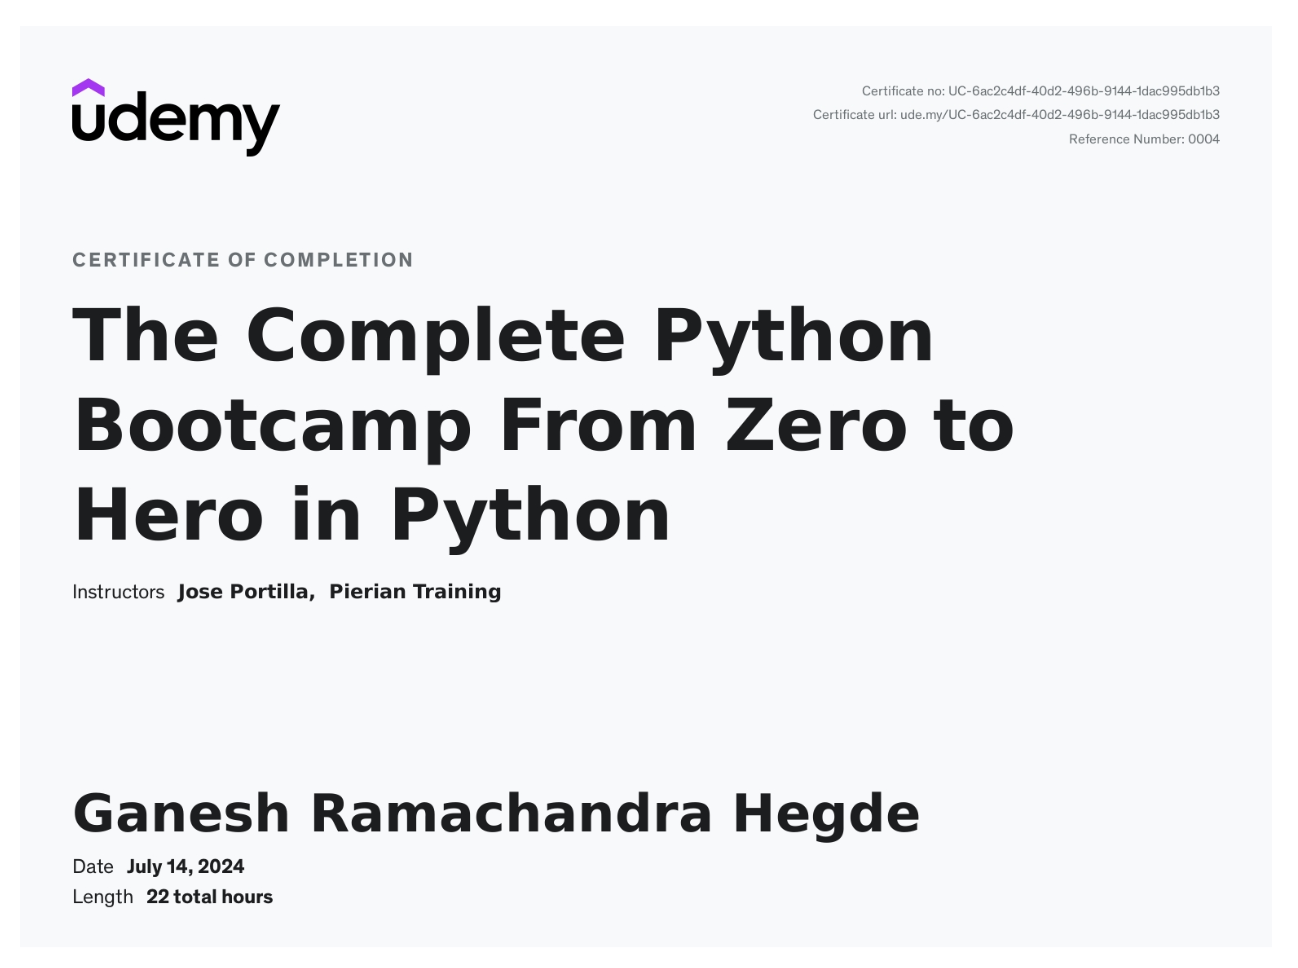 udemy
Certificate no: UC-6ac2c4df-40d2-496b-9144-1dac995db1b3
Certificate url: ude.my/UC-6ac2c4df-40d2-496b-9144-1dac995db1b3
Reference Number: 0004
CERTIFICATE OF COMPLETION
The Complete Python
Bootcamp From Zero to
Hero in Python
Instructors Jose Portilla, Pierian Training
Ganesh Ramachandra Hegde
Date July 14, 2024
Length 22 total hours